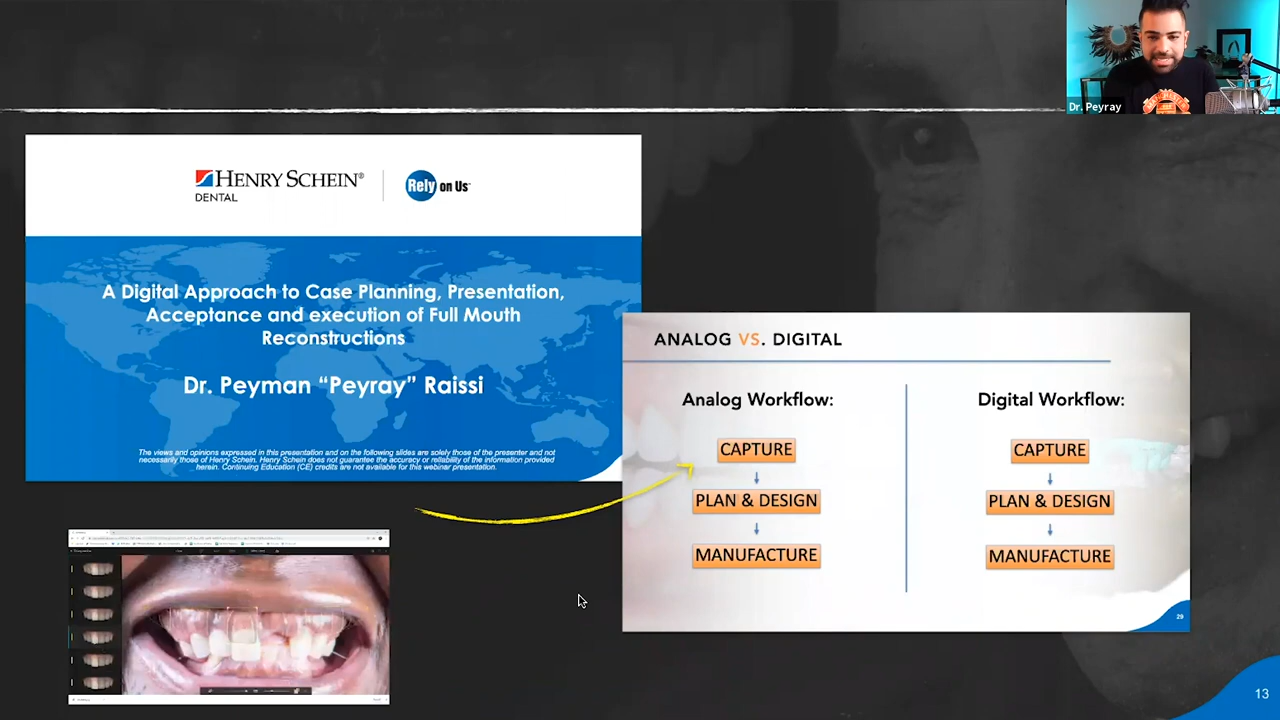 Dr. Peyray
HENRY SCHEIN®
DENTAL
Rely on Us™
A Digital Approach to Case Planning, Presentation,
Acceptance and execution of Full Mouth
Reconstructions
Dr. Peyman “Peyray” Raissi
The views and opinions expressed in this presentation and on the following slides are solely those of the presenter and not
necessarily those of Henry Schein. Henry Schein does not guarantee the accuracy or reliability of the information provided
herein. Continuing Education (CE) credits are not available for this webinar presentation.
ANALOG VS. DIGITAL
Analog Workflow:
CAPTURE
PLAN & DESIGN
MANUFACTURE
Digital Workflow:
CAPTURE
PLAN & DESIGN
MANUFACTURE
29
13